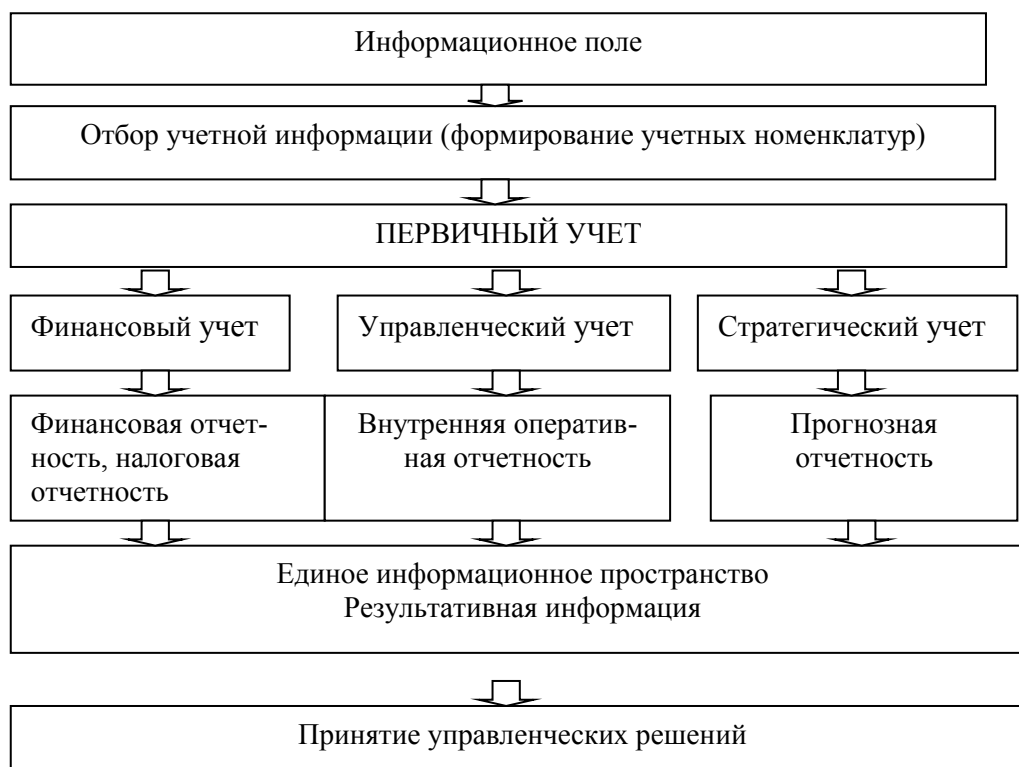 Информационное поле
Отбор учетной информации (формирование учетных номенклатур)
ПЕРВИЧНЫЙ УЧЕТ
Финансовый учет
Управленческий учет
Стратегический учет
Финансовая отчет-
ность, налоговая
отчетность
Внутренняя оператив-
ная отчетность
Прогнозная
отчетность
Единое информационное пространство
Результативная информация
Принятие управленческих решений